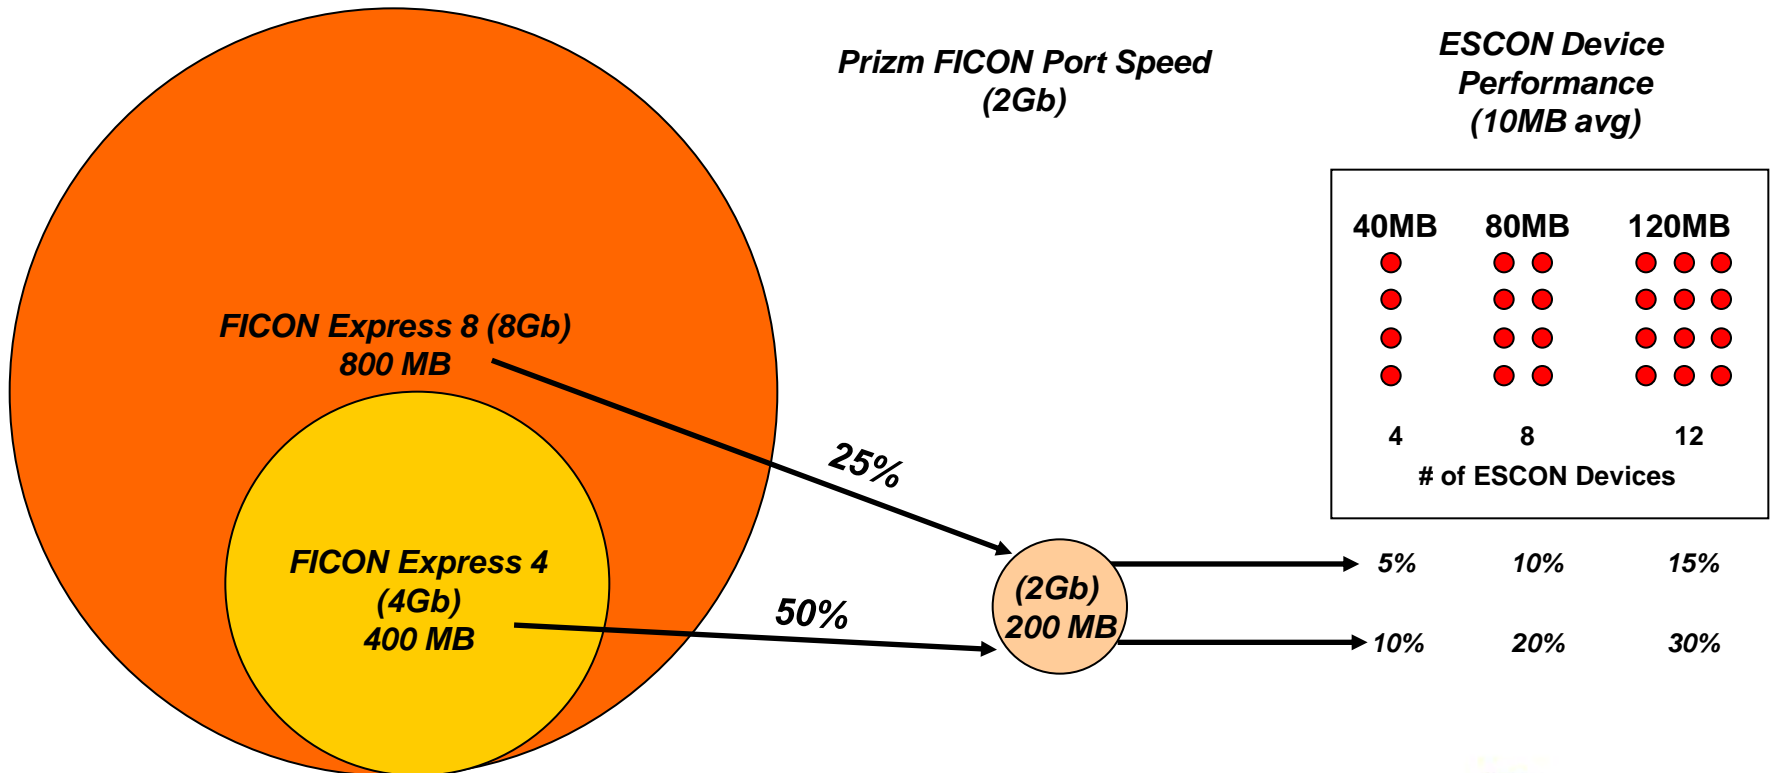 Prizm FICON Port Speed
(2Gb)
ESCON Device
Performance
(10MB avg)
40MB 80MB 120MB
4 8 12
# of ESCON Devices
FICON Express 8 (8Gb)
800 MB
25%
FICON Express 4
(4Gb)
400 MB
50%
(2Gb)
200 MB
5% 10% 15%
10% 20% 30%